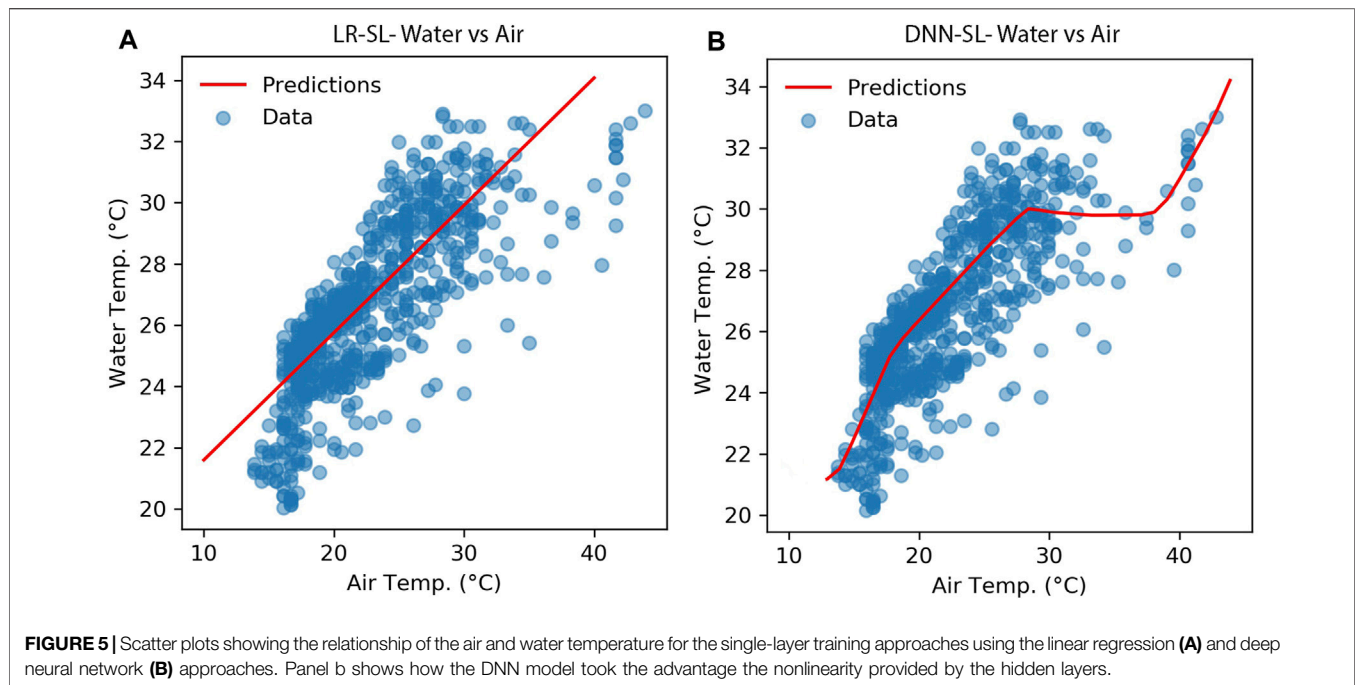 A
LR-SL- Water vs Air
34
32
30
28
26
24
22
20
Water Temp. (°C)
Predictions
Data
10 20 30 40
Air Temp. (°C)
B
DNN-SL- Water vs Air
34
32
30
28
26
24
22
20
Water Temp. (°C)
Predictions
Data
10 20 30 40
Air Temp. (°C)
FIGURE 5 | Scatter plots showing the relationship of the air and water temperature for the single-layer training approaches using the linear regression (A) and deep
neural network (B) approaches. Panel b shows how the DNN model took the advantage the nonlinearity provided by the hidden layers.